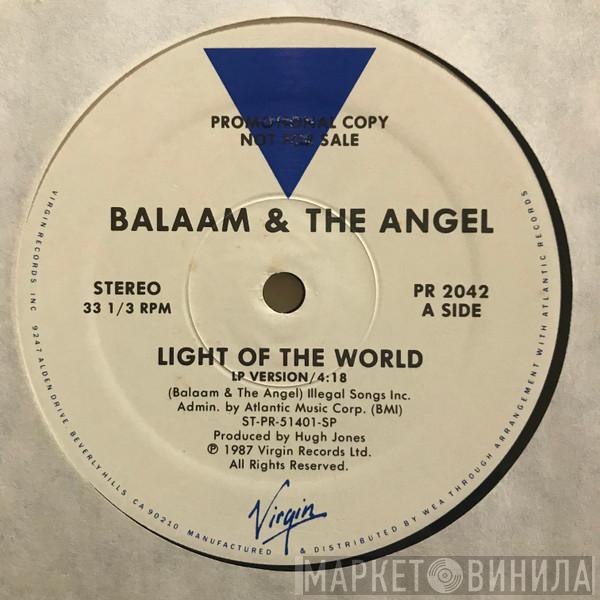 PROMOTIONAL COPY
NOT FOR SALE
BALAAM & THE ANGEL
STEREO
33 1/3 RPM
PR 2042
A SIDE
LIGHT OF THE WORLD
LP VERSION/4:18
(Balaam & The Angel) Illegal Songs Inc.
Admin. by Atlantic Music Corp. (BMI)
ST-PR-51401-SP
Produced by Hugh Jones
℗ 1987 Virgin Records Ltd.
All Rights Reserved.
Virgin
VIRGIN RECORDS INC 9247 ALDEN DRIVE, BEVERLY HILLS CA 90210 MANUFACTURED & DISTRIBUTED BY WEA THROUGH ARRANGEMENT WITH ATLANTIC RECORDS
МАРКЕТ ВИНИЛА